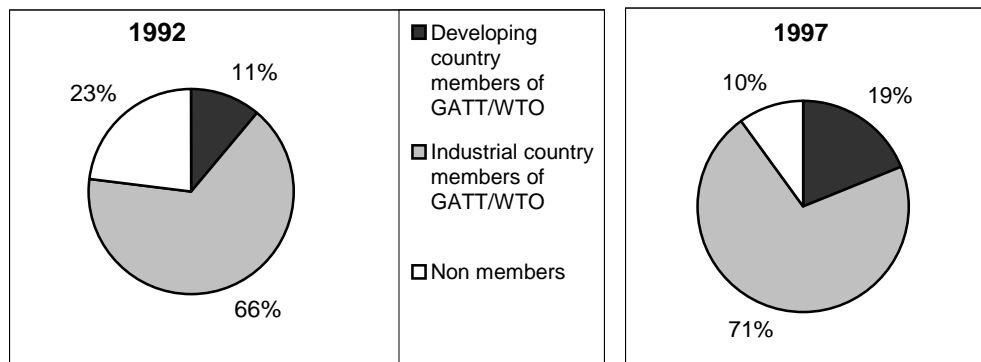 1992
23%
11%
66%
Developing
country
members of
GATT/WTO
Industrial country
members of
GATT/WTO
Non members
1997
10%
19%
71%